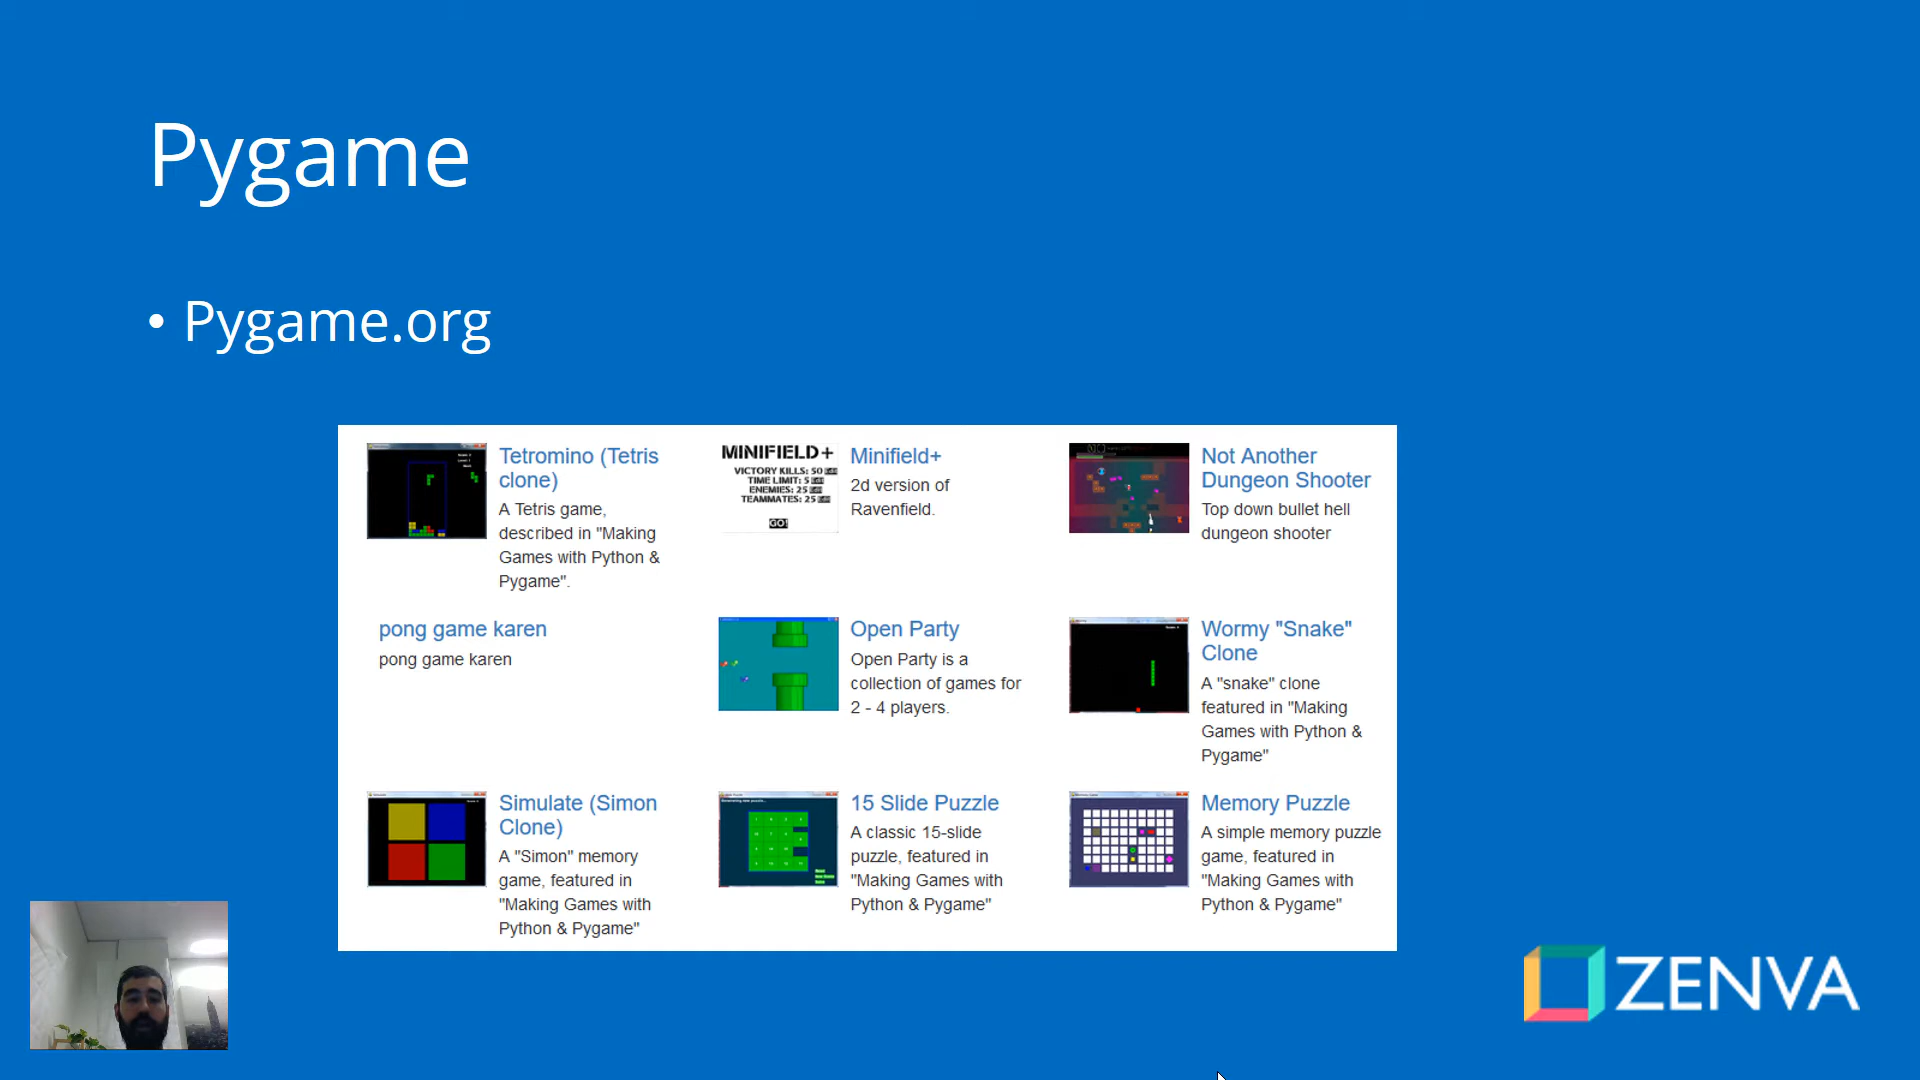 Pygame
• Pygame.org
Tetromino (Tetris
clone)
A Tetris game,
described in "Making
Games with Python &
Pygame".
MINIFIELD+
VICTORY KILLS: 50 Edit
TIME LIMIT: 5 Edit
ENEMIES: 25 Edit
TEAMMATES: 25 Edit
GO!
Minifield+
2d version of
Ravenfield.
Not Another
Dungeon Shooter
Top down bullet hell
dungeon shooter
pong game karen
pong game karen
Open Party
Open Party is a
collection of games for
2 - 4 players.
Wormy "Snake"
Clone
A "snake" clone
featured in "Making
Games with Python &
Pygame"
Simulate (Simon
Clone)
A "Simon" memory
game, featured in
"Making Games with
Python & Pygame"
15 Slide Puzzle
A classic 15-slide
puzzle, featured in
"Making Games with
Python & Pygame"
Memory Puzzle
A simple memory puzzle
game, featured in
"Making Games with
Python & Pygame"
ZENVA